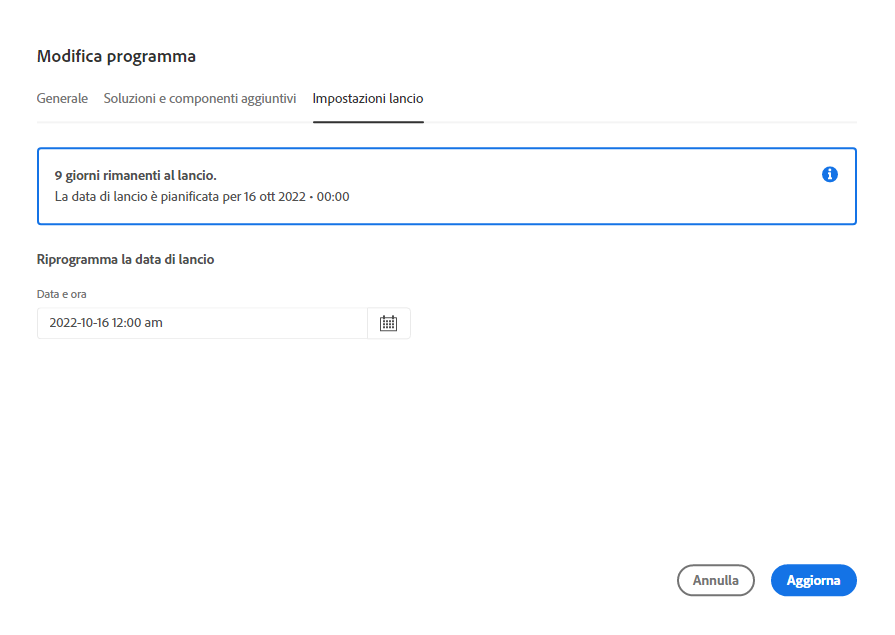 Modifica programma
Generale Soluzioni e componenti aggiuntivi Impostazioni lancio
9 giorni rimanenti al lancio.
La data di lancio è pianificata per 16 ott 2022 • 00:00
Riprogramma la data di lancio
Data e ora
2022-10-16 12:00 am
Annulla Aggiorna